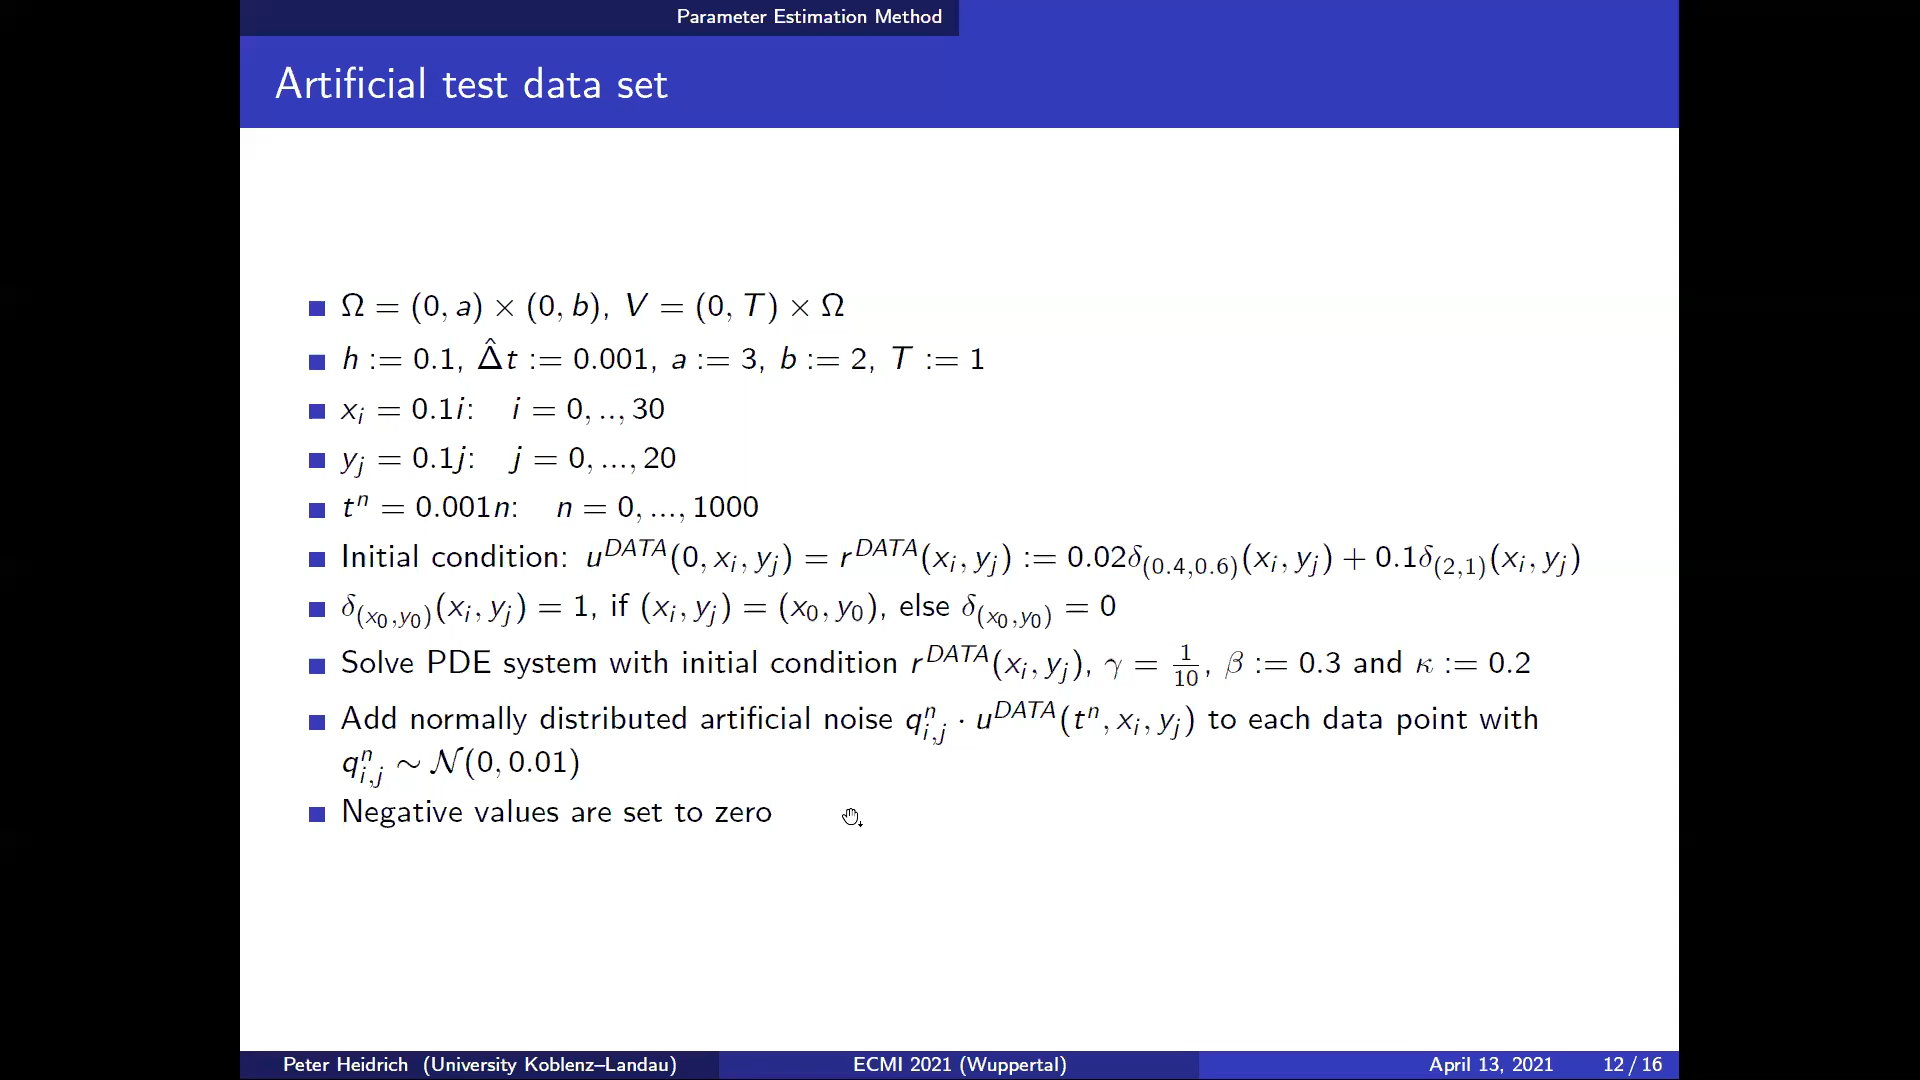 Parameter Estimation Method
Artificial test data set
Ω = (0, a) × (0, b), V = (0, T) × Ω
h := 0.1, Δ̂t := 0.001, a := 3, b := 2, T := 1
x_i = 0.1i: i = 0, .., 30
y_j = 0.1j: j = 0, ..., 20
t^n = 0.001n: n = 0, ..., 1000
Initial condition: u^DATA(0, x_i, y_j) = r^DATA(x_i, y_j) := 0.02δ_(0.4,0.6)(x_i, y_j) + 0.1δ_(2,1)(x_i, y_j)
δ_(x_0,y_0)(x_i, y_j) = 1, if (x_i, y_j) = (x_0, y_0), else δ_(x_0,y_0) = 0
Solve PDE system with initial condition r^DATA(x_i, y_j), γ = 1/10, β := 0.3 and κ := 0.2
Add normally distributed artificial noise q^n_{i,j} · u^DATA(t^n, x_i, y_j) to each data point with
q^n_{i,j} ∼ 𝒩(0, 0.01)
Negative values are set to zero
Peter Heidrich (University Koblenz–Landau) ECMI 2021 (Wuppertal) April 13, 2021 12 / 16